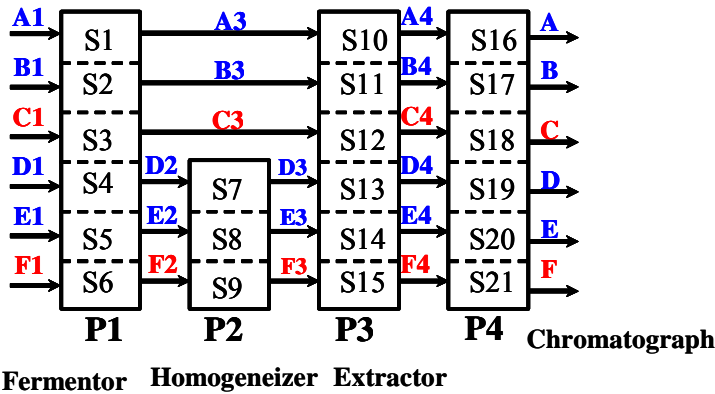 A1 S1 A3 S10 A4 S16 A
B1 S2 B3 S11 B4 S17 B
C1 S3 C3 S12 C4 S18 C
D1 S4 D2 S7 D3 S13 D4 S19 D
E1 S5 E2 S8 E3 S14 E4 S20 E
F1 S6 F2 S9 F3 S15 F4 S21 F
P1 P2 P3 P4
Chromatograph
Fermentor Homogeneizer Extractor